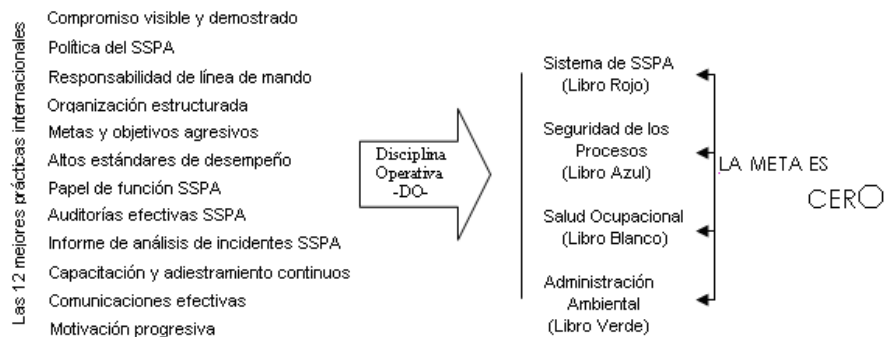 Las 12 mejores prácticas internacionales
Compromiso visible y demostrado
Política del SSPA
Responsabilidad de línea de mando
Organización estructurada
Metas y objetivos agresivos
Altos estándares de desempeño
Papel de función SSPA
Auditorías efectivas SSPA
Informe de análisis de incidentes SSPA
Capacitación y adiestramiento continuos
Comunicaciones efectivas
Motivación progresiva
Disciplina
Operativa
-DO-
Sistema de SSPA
(Libro Rojo)
Seguridad de los
Procesos
(Libro Azul)
Salud Ocupacional
(Libro Blanco)
Administración
Ambiental
(Libro Verde)
LA META ES
CERO